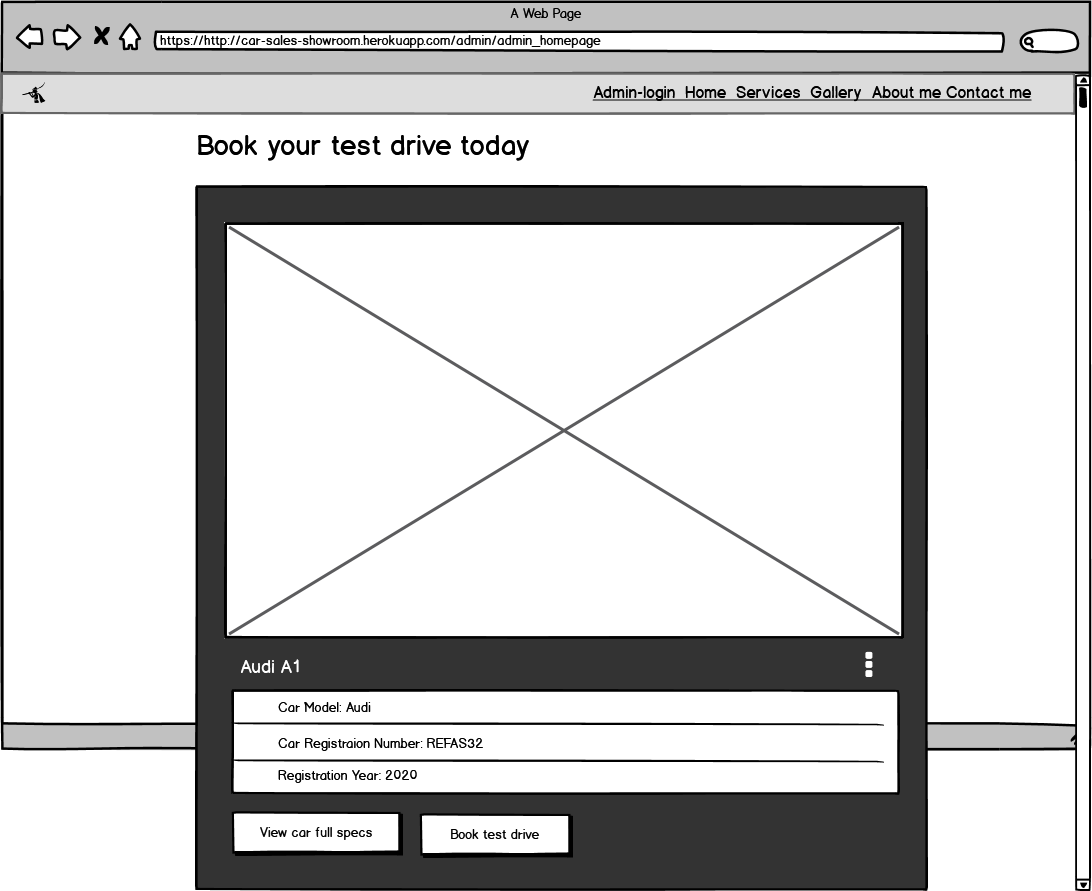 A Web Page
https://http://car-sales-showroom.herokuapp.com/admin/admin_homepage
Admin-login Home Services Gallery About me Contact me
Book your test drive today
Audi A1
Car Model: Audi
Car Registraion Number: REFAS32
Registration Year: 2020
View car full specs
Book test drive